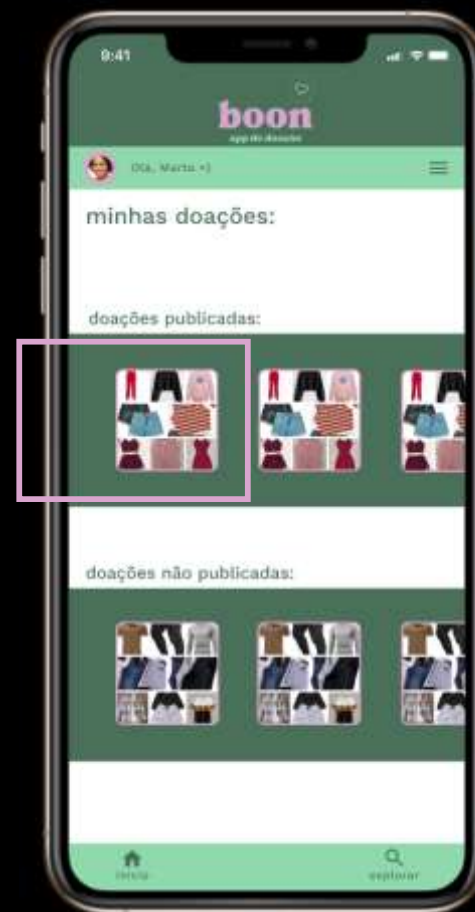 9:41
boon
app de doação
Olá, Marta =)
minhas doações:
doações publicadas:
doações não publicadas:
início
explorar